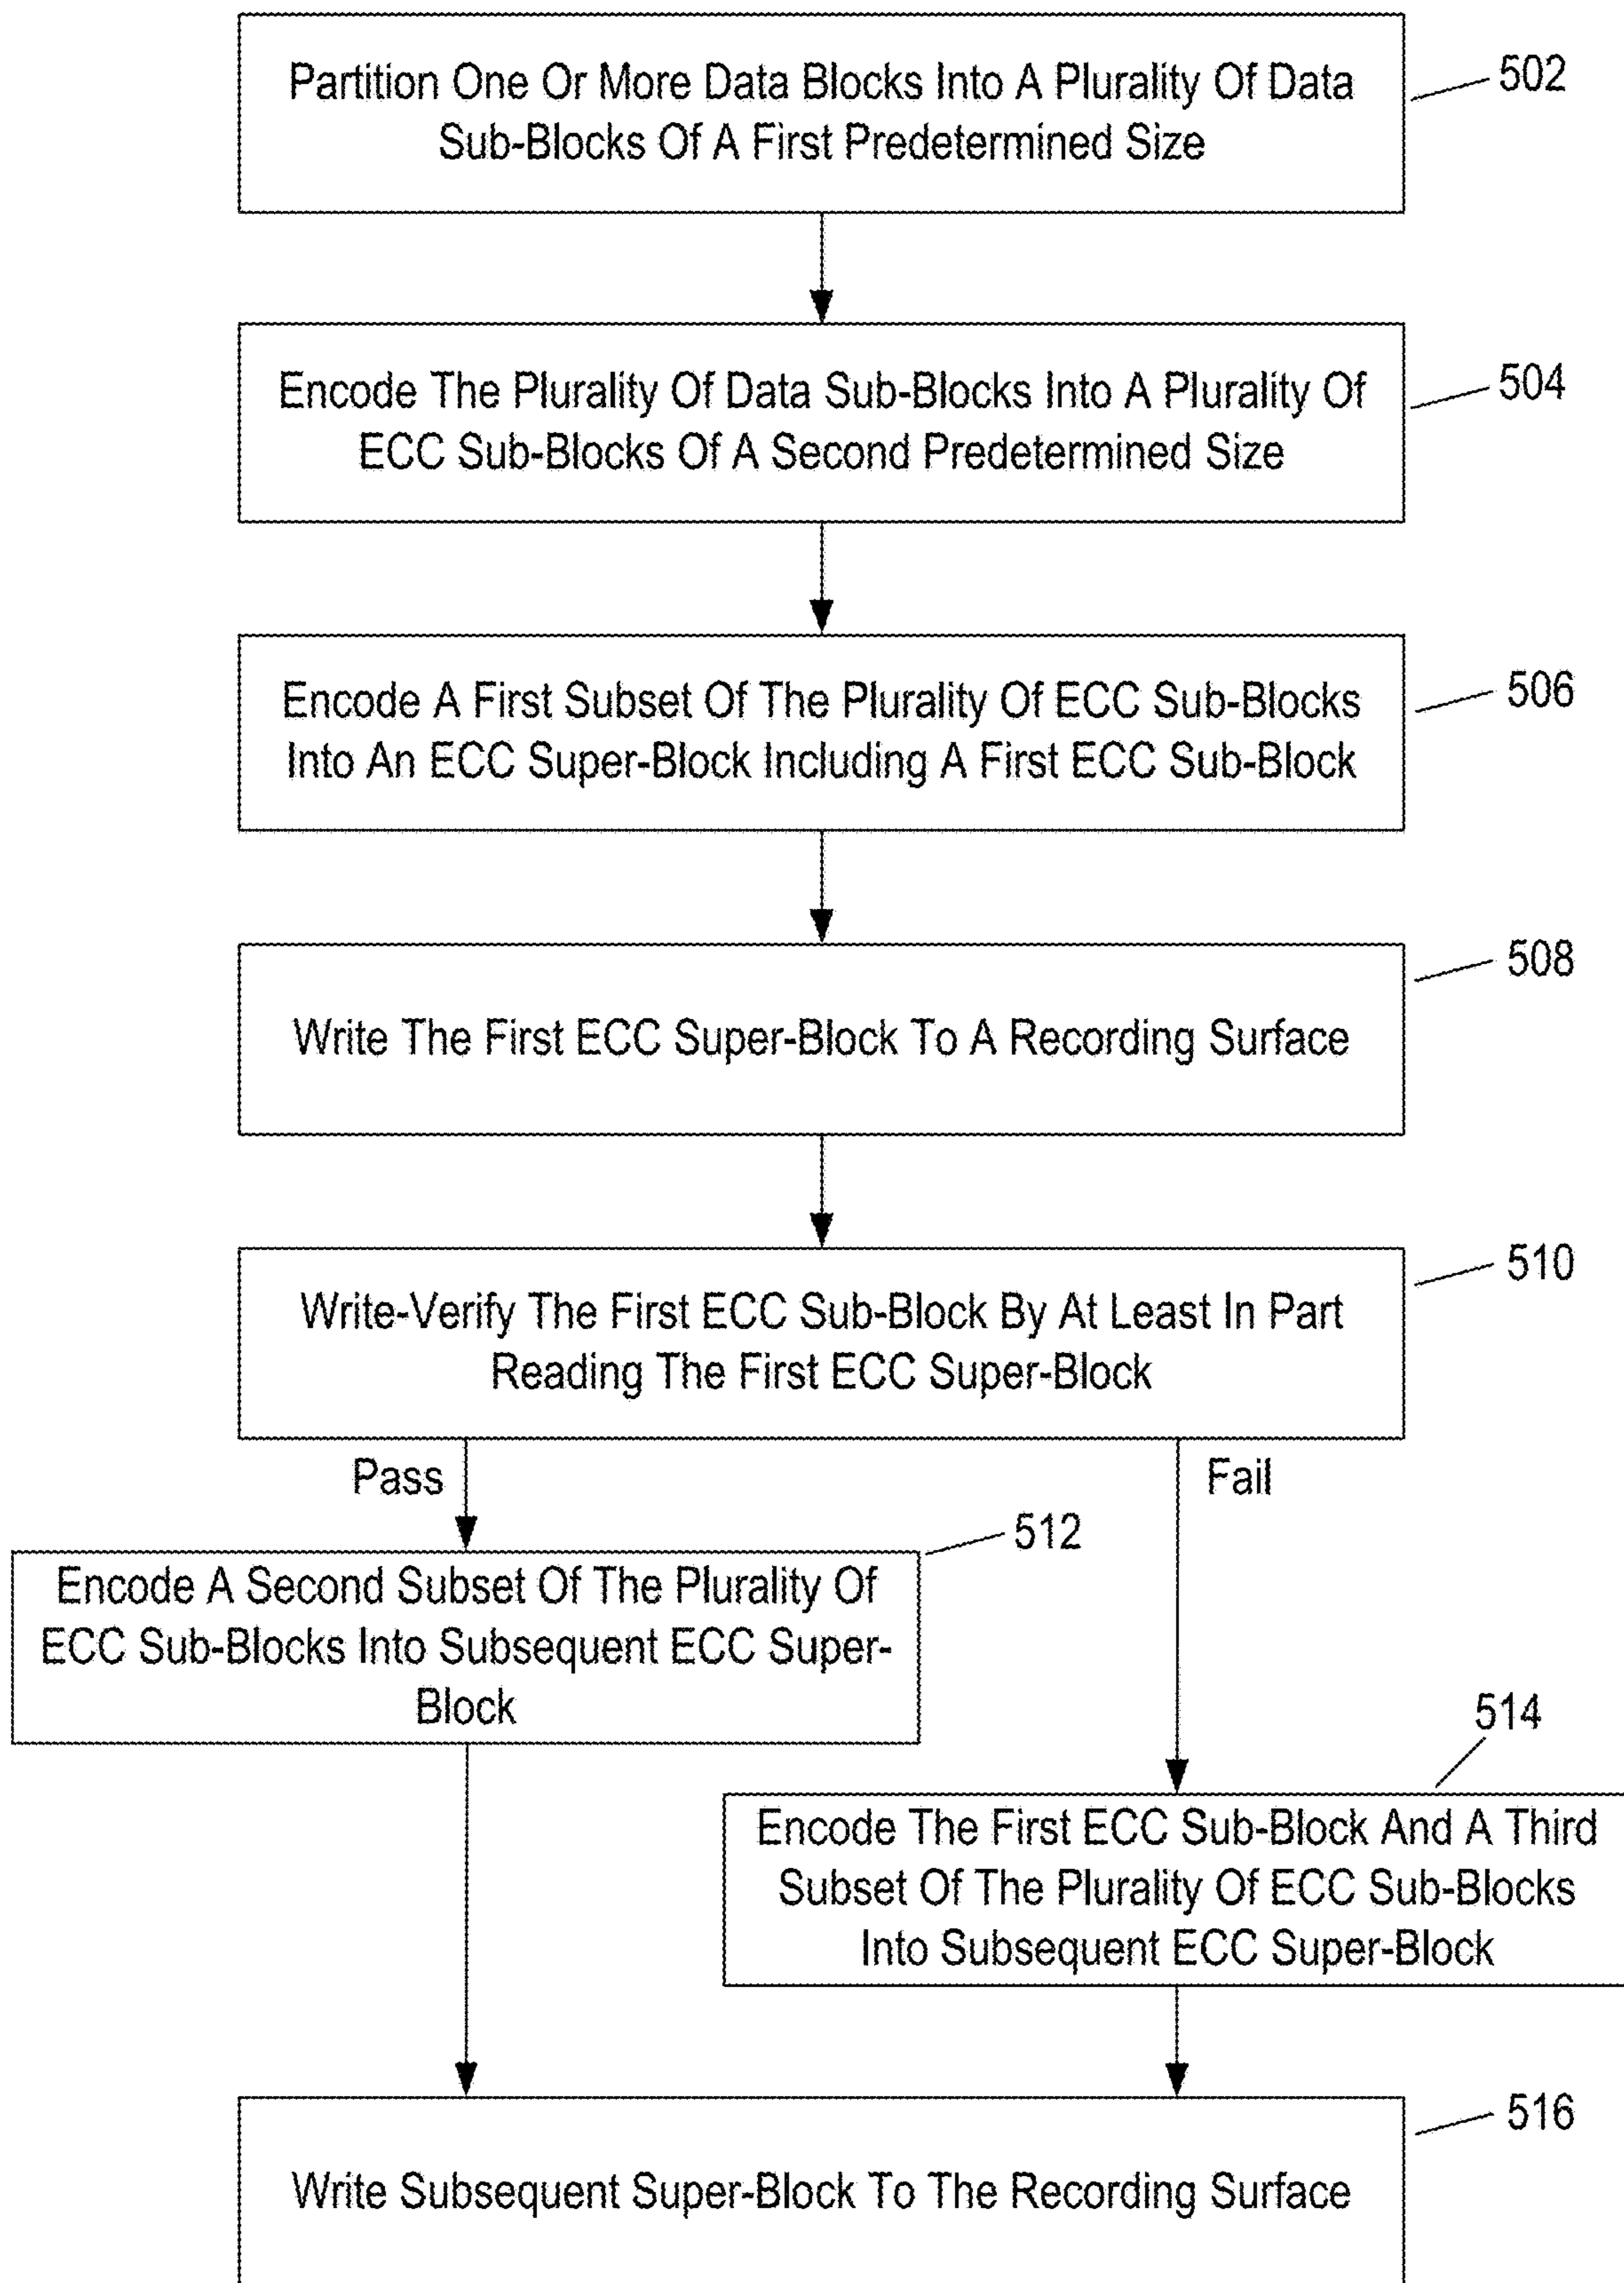 Partition One Or More Data Blocks Into A Plurality Of Data
Sub-Blocks Of A First Predetermined Size
502
Encode The Plurality Of Data Sub-Blocks Into A Plurality Of
ECC Sub-Blocks Of A Second Predetermined Size
504
Encode A First Subset Of The Plurality Of ECC Sub-Blocks
Into An ECC Super-Block Including A First ECC Sub-Block
506
Write The First ECC Super-Block To A Recording Surface
508
Write-Verify The First ECC Sub-Block By At Least In Part
Reading The First ECC Super-Block
510
Pass
Fail
Encode A Second Subset Of The Plurality Of
ECC Sub-Blocks Into Subsequent ECC Super-
Block
512
Encode The First ECC Sub-Block And A Third
Subset Of The Plurality Of ECC Sub-Blocks
Into Subsequent ECC Super-Block
514
Write Subsequent Super-Block To The Recording Surface
516